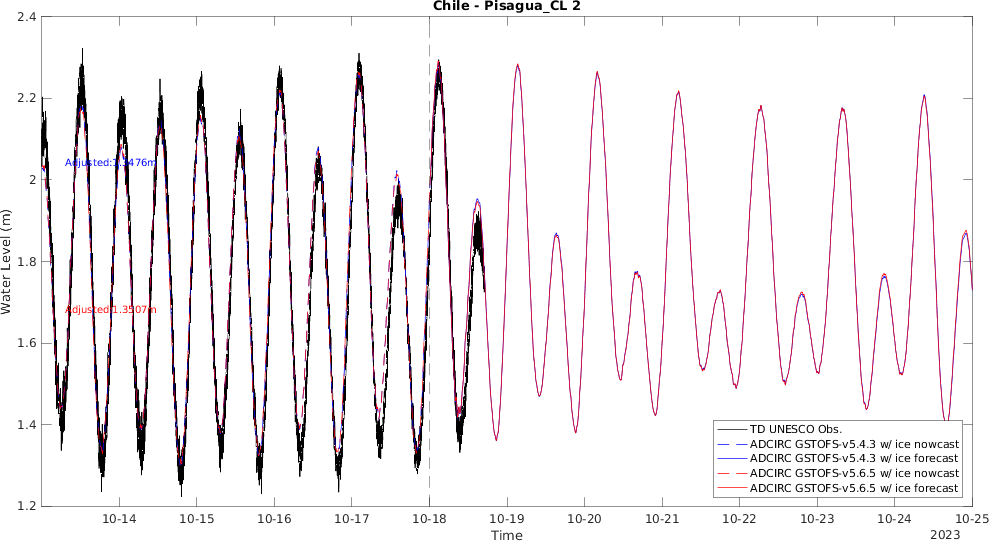 Chile - Pisagua_CL 2
2.4
2.2
2
1.8
1.6
1.4
1.2
Water Level (m)
Adjusted:1.3476m
Adjusted:1.3507m
TD UNESCO Obs.
ADCIRC GSTOFS-v5.4.3 w/ ice nowcast
ADCIRC GSTOFS-v5.4.3 w/ ice forecast
ADCIRC GSTOFS-v5.6.5 w/ ice nowcast
ADCIRC GSTOFS-v5.6.5 w/ ice forecast
10-14 10-15 10-16 10-17 10-18 10-19 10-20 10-21 10-22 10-23 10-24 10-25
Time
2023